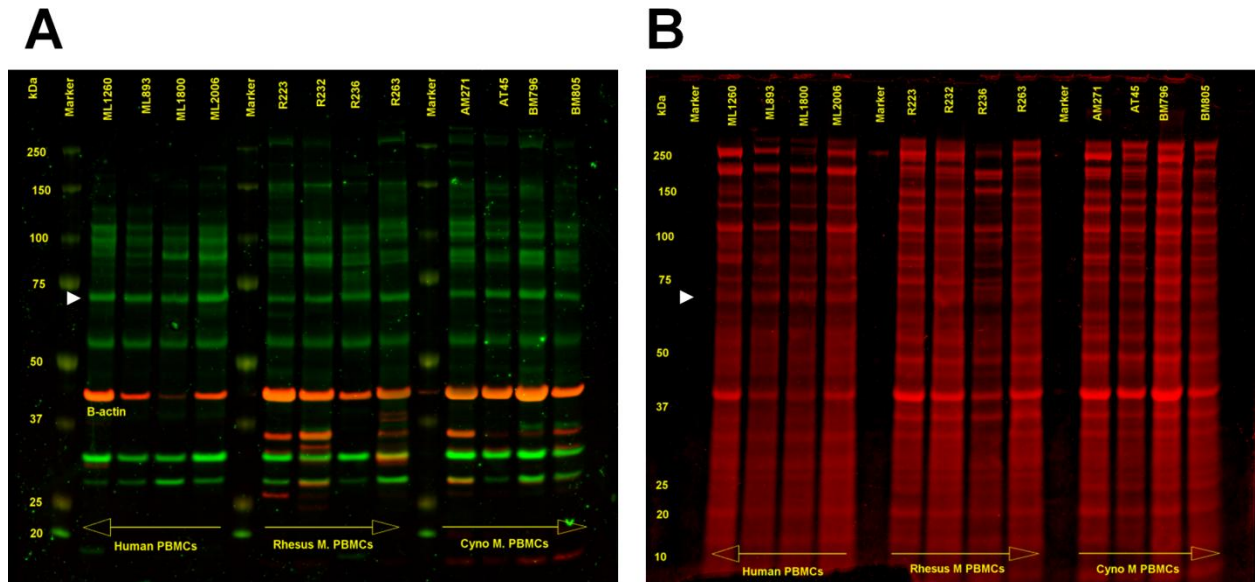 A
B
kDa Marker ML1260 ML893 ML1800 ML2006 Marker R223 R232 R236 R263 Marker AM271 AT45 BM796 BM805
250
150
100
75
50
37
25
20
B-actin
Human PBMCs
Rhesus M. PBMCs
Cyno M. PBMCs
kDa Marker ML1260 ML893 ML1800 ML2006 Marker R223 R232 R236 R263 Marker AM271 AT45 BM796 BM805
250
150
100
75
50
37
25
20
10
Human PBMCs
Rhesus M PBMCs
Cyno M PBMCs